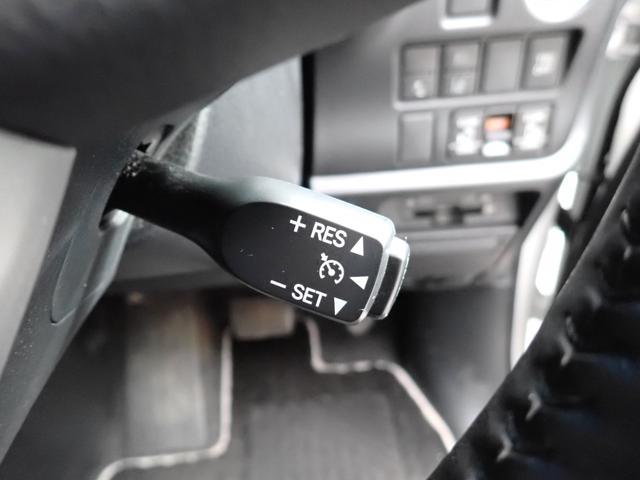 + RES
- SET